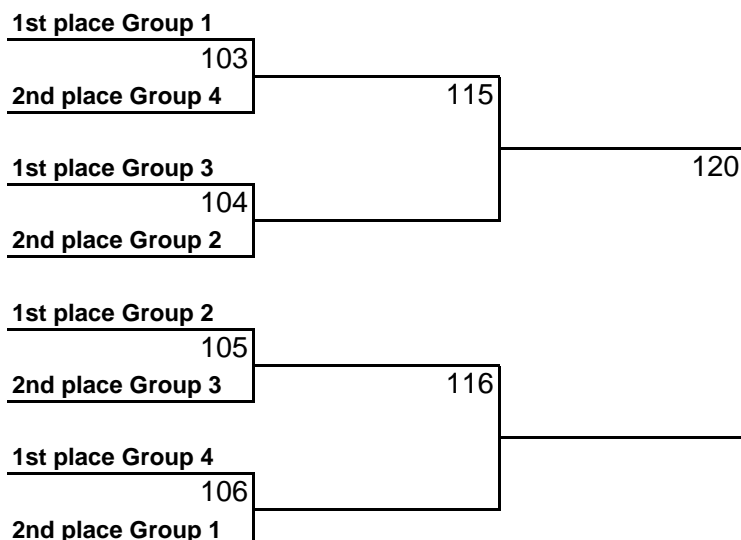 1st place Group 1
103
2nd place Group 4
115
1st place Group 3
120
104
2nd place Group 2
1st place Group 2
105
2nd place Group 3
116
1st place Group 4
106
2nd place Group 1